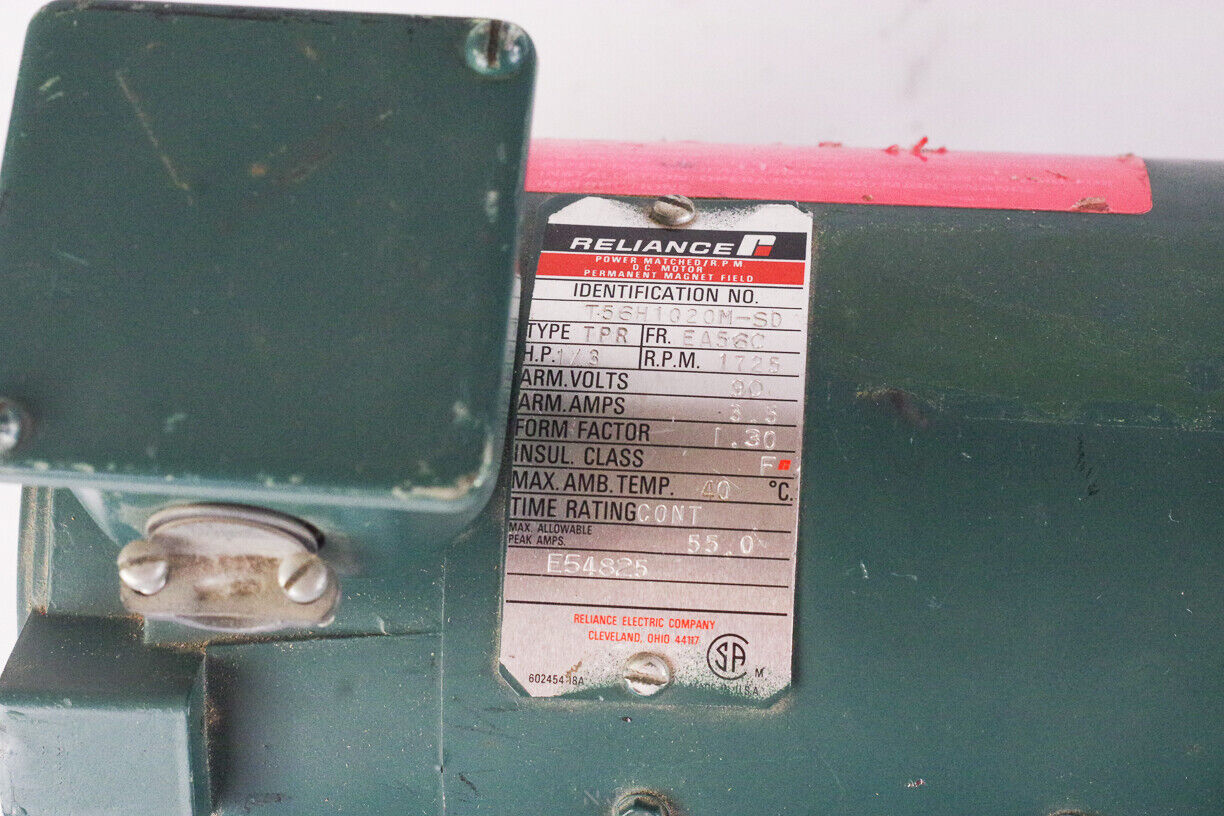 RELIANCE
POWER MATCHED/R.P.M
D.C. MOTOR
PERMANENT MAGNET FIELD
IDENTIFICATION NO.
T56H1020M-SD
TYPE TPR FR. EA56C
H.P. 1/3 R.P.M. 1725
ARM. VOLTS 90
ARM. AMPS 3.5
FORM FACTOR 1.30
INSUL. CLASS F
MAX. AMB. TEMP. 40 °C.
TIME RATING CONT
MAX. ALLOWABLE
PEAK AMPS. 55.0
E54825
RELIANCE ELECTRIC COMPANY
CLEVELAND, OHIO 44117
SA
602454-18A
M
U.S.A.